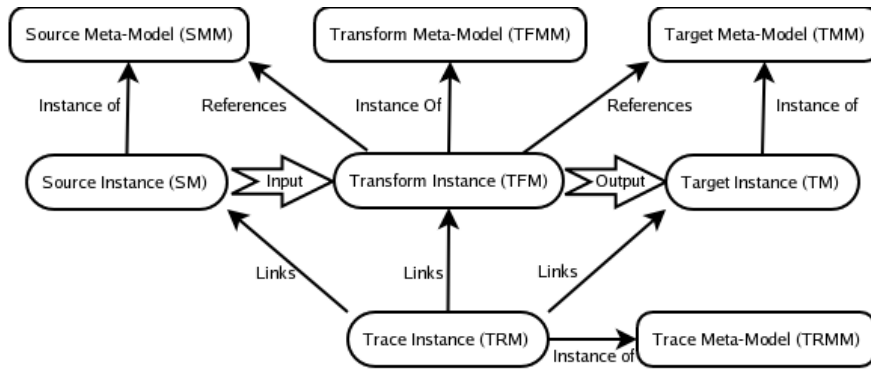 Source Meta-Model (SMM)
Transform Meta-Model (TFMM)
Target Meta-Model (TMM)
Instance of
References
Instance Of
References
Instance of
Source Instance (SM)
Input
Transform Instance (TFM)
Output
Target Instance (TM)
Links
Links
Links
Trace Instance (TRM)
Instance of
Trace Meta-Model (TRMM)